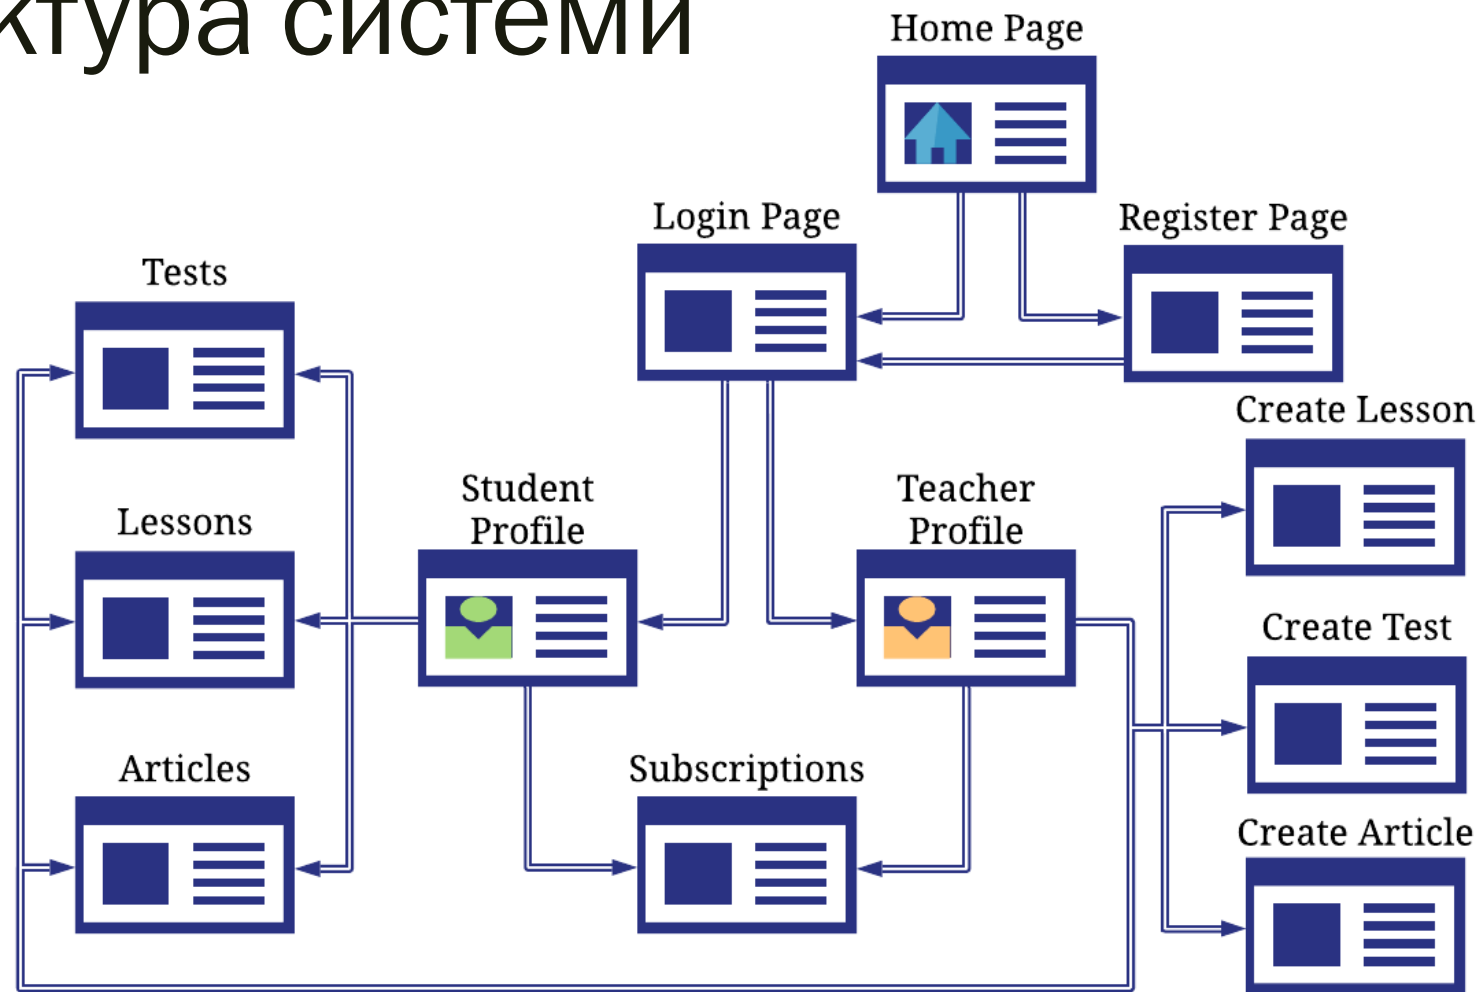 ктура системи
Home Page
Login Page
Register Page
Tests
Create Lesson
Student
Profile
Teacher
Profile
Lessons
Create Test
Articles
Subscriptions
Create Article